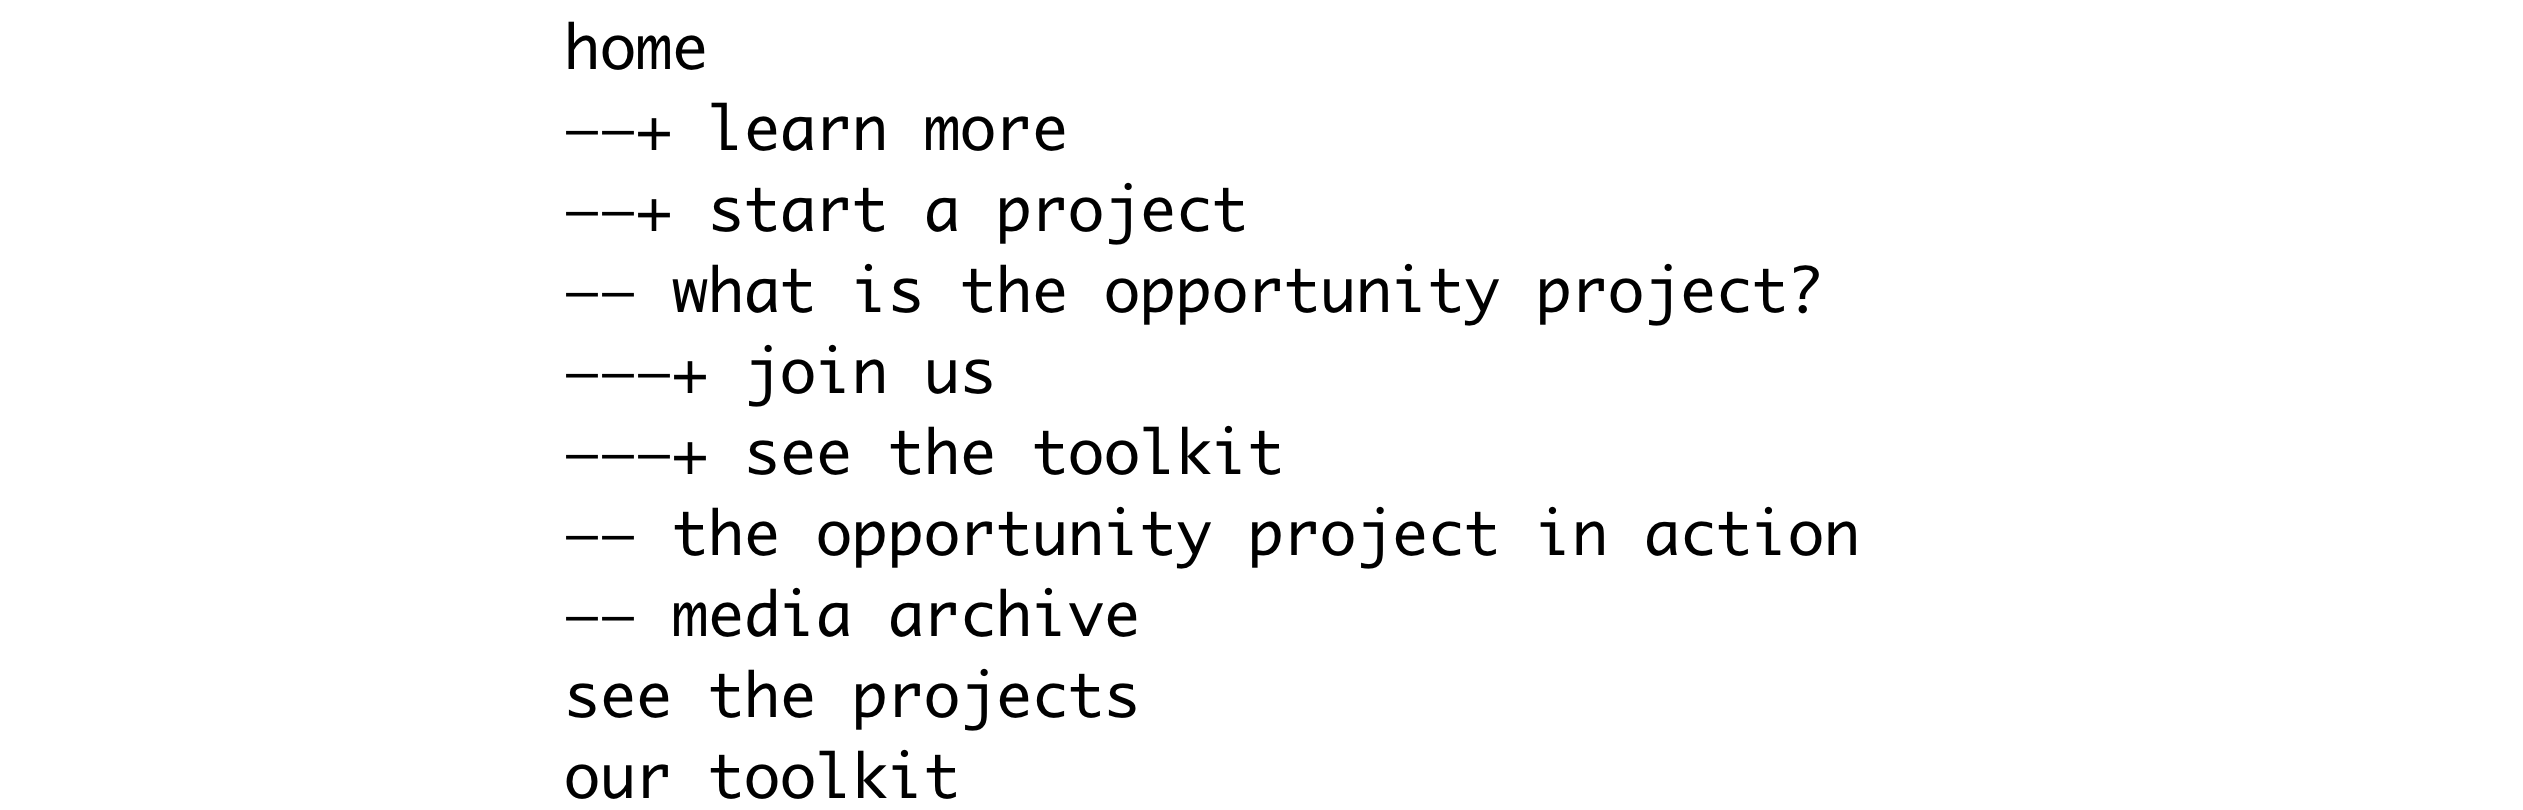 home
––+ learn more
––+ start a project
–– what is the opportunity project?
–––+ join us
–––+ see the toolkit
–– the opportunity project in action
–– media archive
see the projects
our toolkit